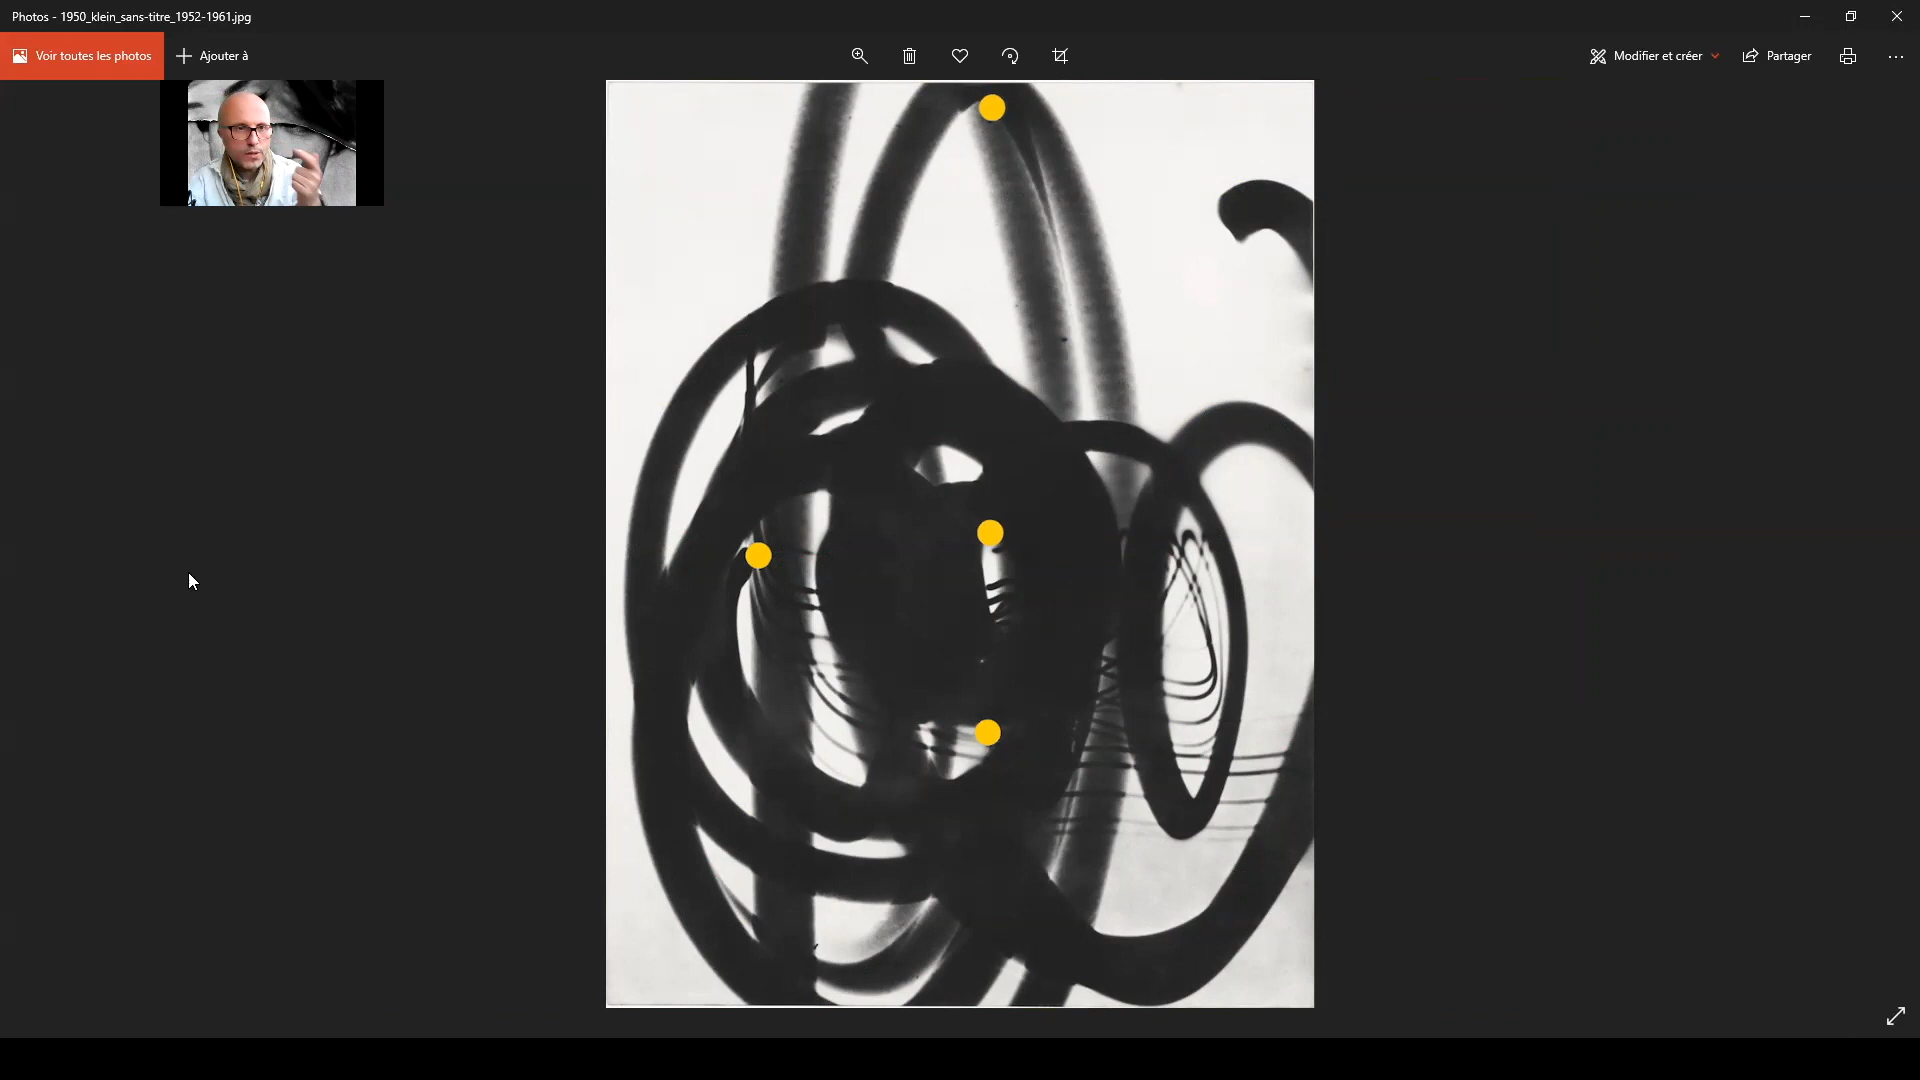 Photos - 1950_klein_sans-titre_1952-1961.jpg
Voir toutes les photos
Ajouter à
Modifier et créer
Partager